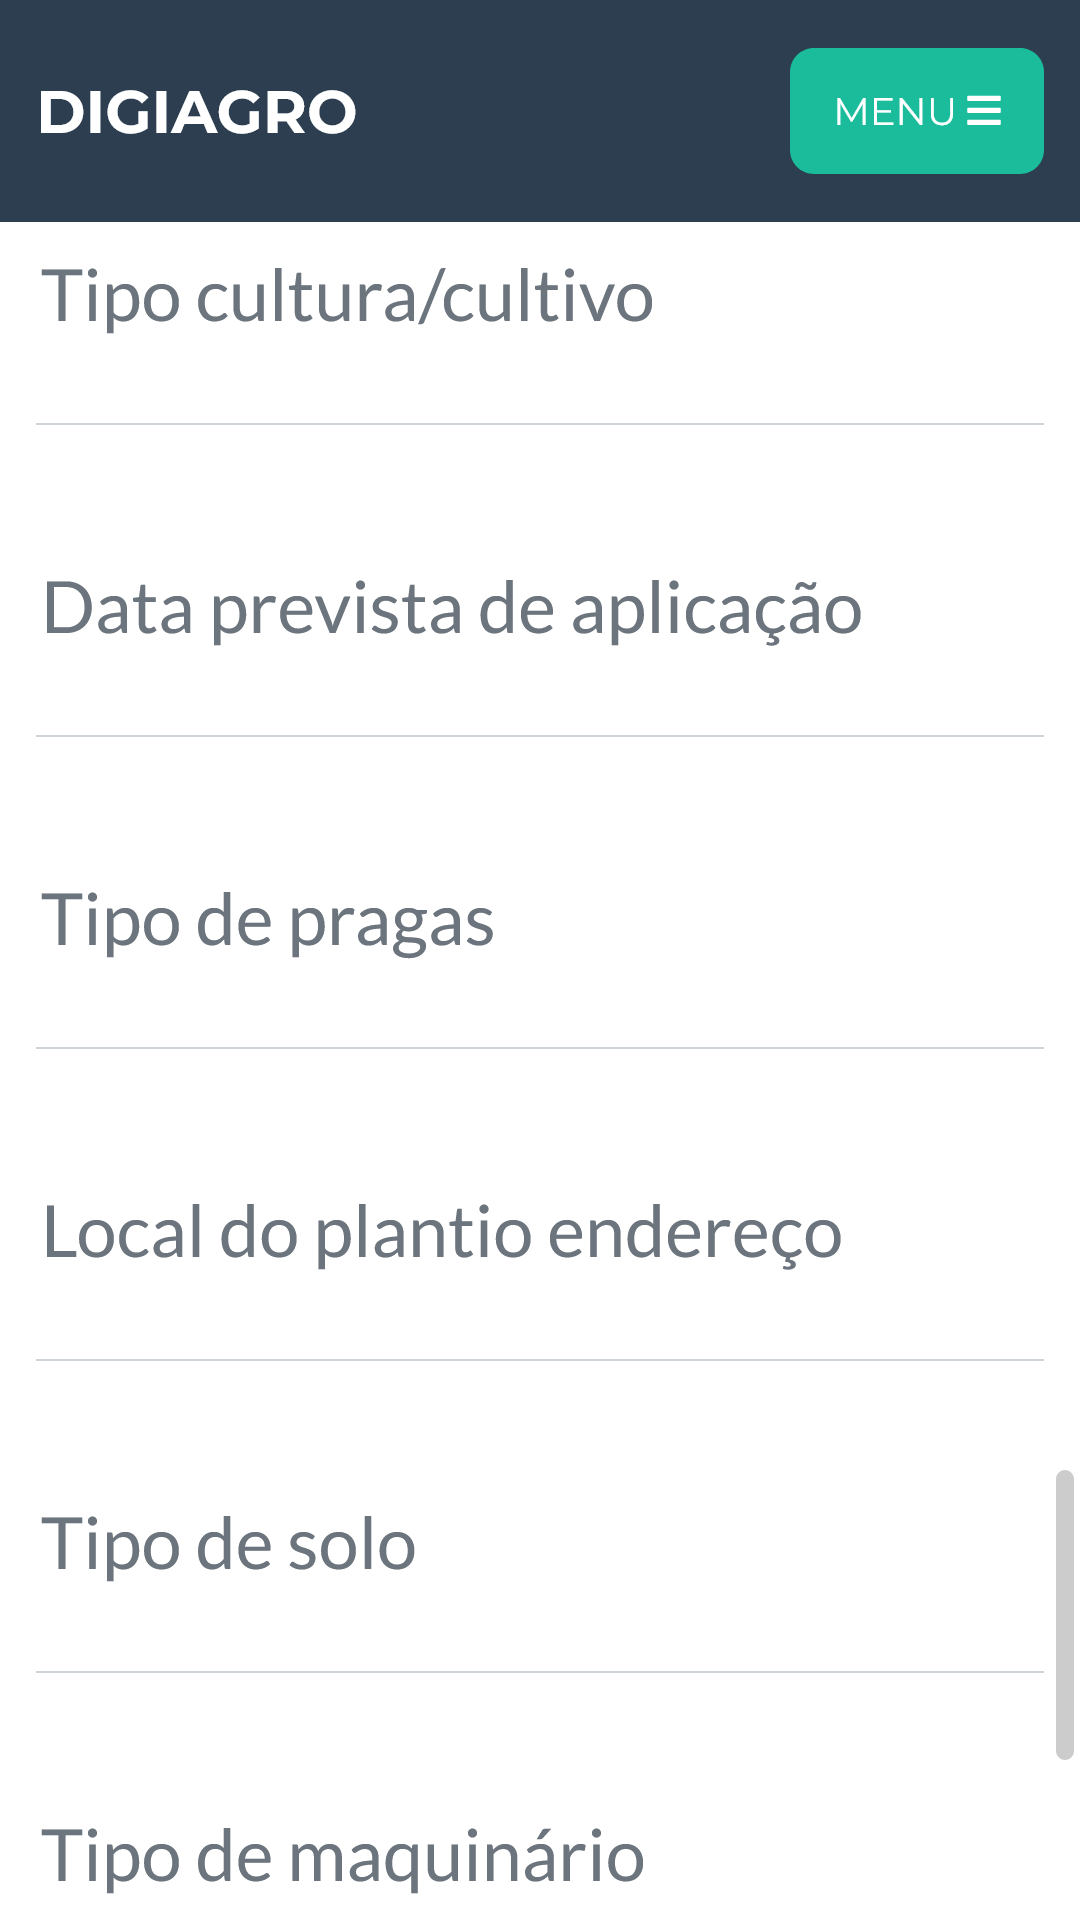 DIGIAGRO
MENU
Tipo cultura/cultivo
Data prevista de aplicação
Tipo de pragas
Local do plantio endereço
Tipo de solo
Tipo de maquinário